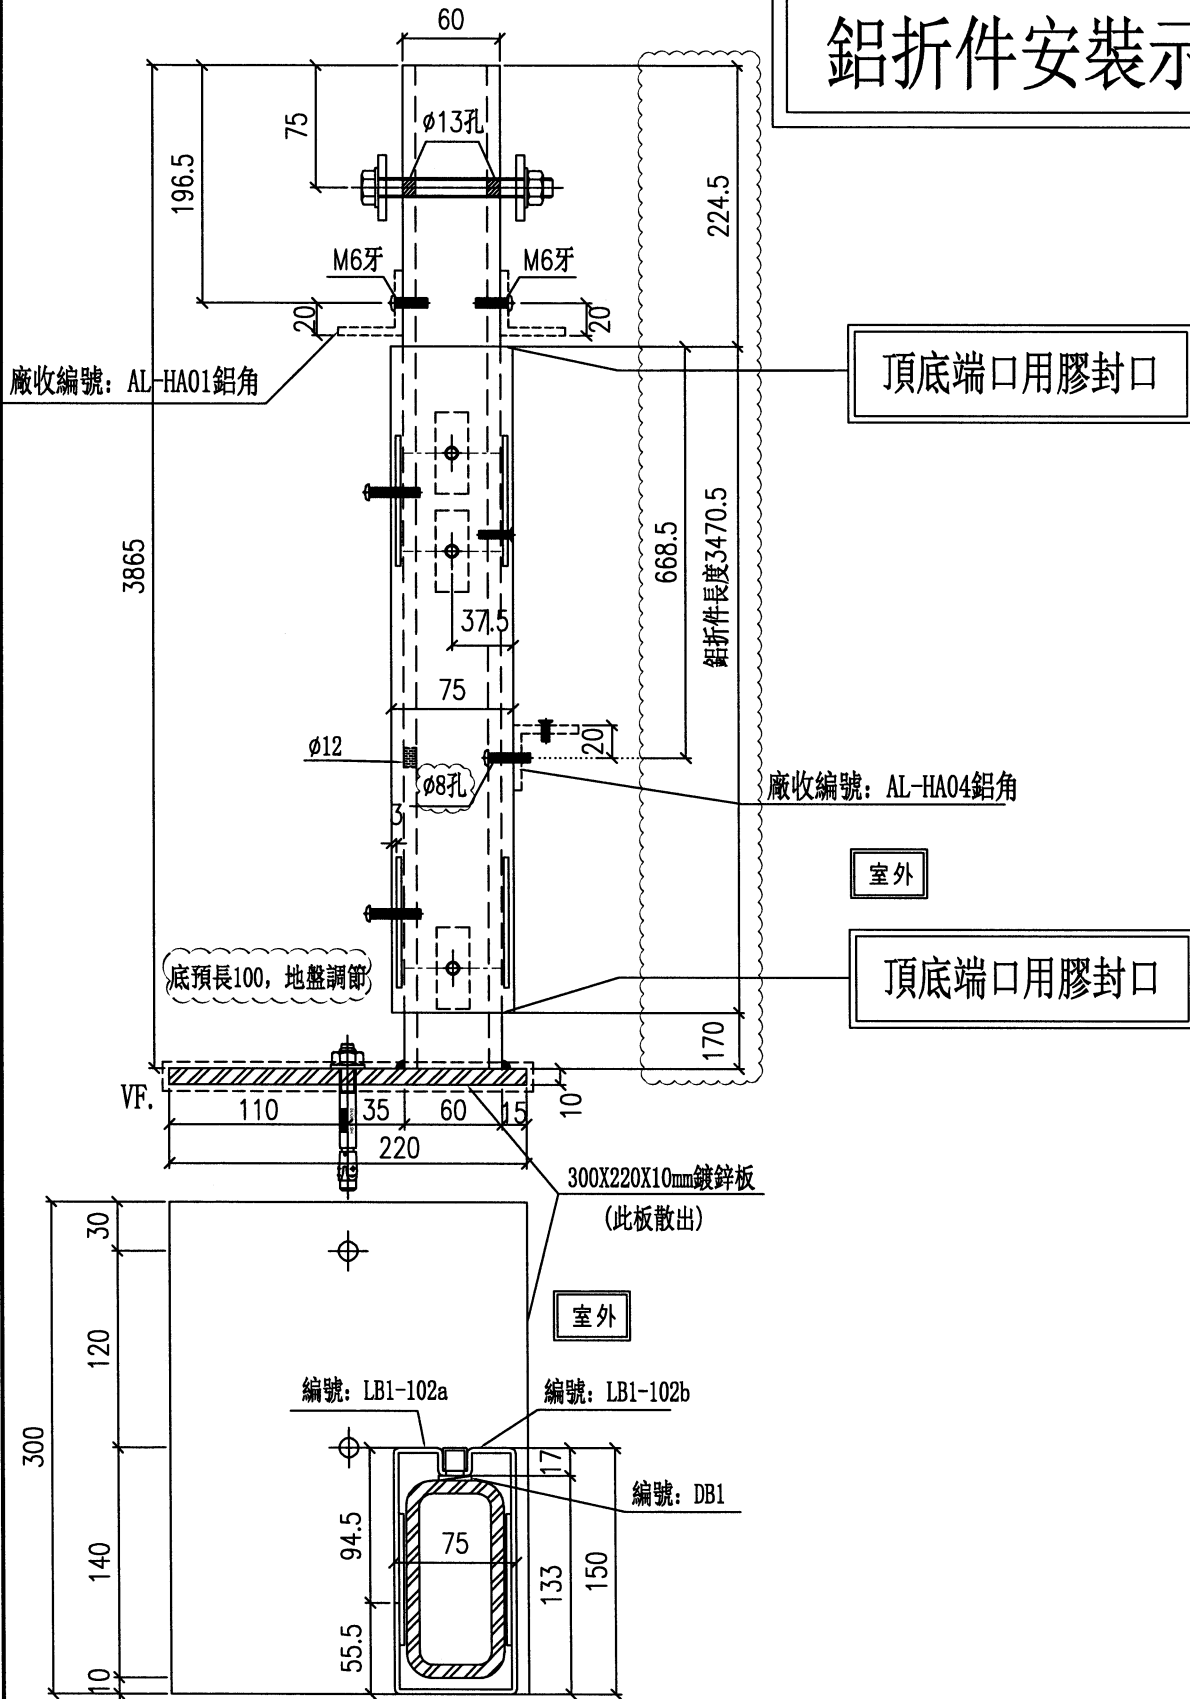 鋁折件安裝示
60
75
ø13孔
196.5
224.5
M6牙
M6牙
20
20
頂底端口用膠封口
廠收編號: AL-HA01鋁角
3865
668.5
鋁折件長度3470.5
37.5
75
ø12
20
ø8孔
廠收編號: AL-HA04鋁角
3
室外
底預長100, 地盤調節
頂底端口用膠封口
170
VF.
110
35
60
15
10
220
300X220X10mm鍍鋅板
(此板散出)
30
室外
120
編號: LB1-102a
編號: LB1-102b
300
17
編號: DB1
94.5
75
140
133
150
55.5
10